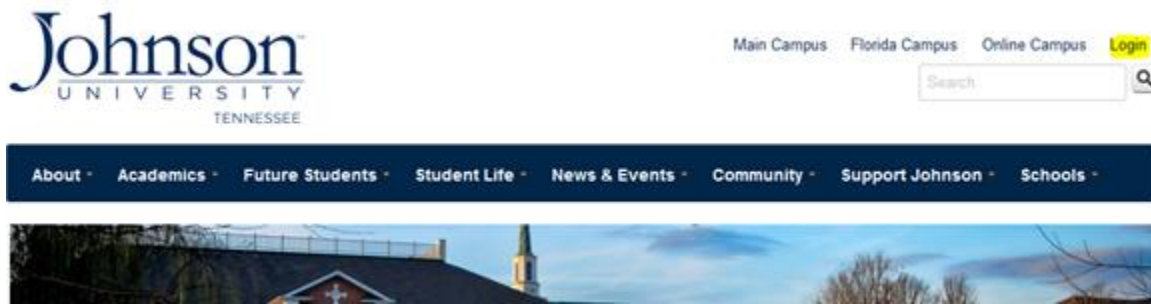 Johnson™
UNIVERSITY
TENNESSEE
Main Campus Florida Campus Online Campus Login
Search
About Academics Future Students Student Life News & Events Community Support Johnson Schools